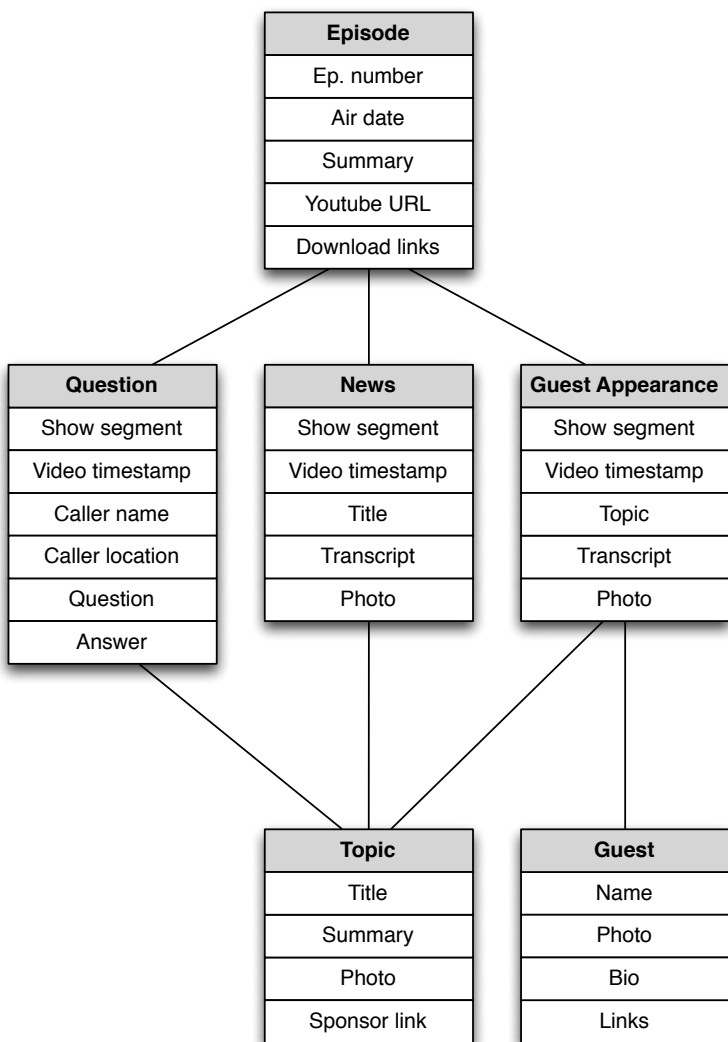 Episode
Ep. number
Air date
Summary
Youtube URL
Download links
Question
Show segment
Video timestamp
Caller name
Caller location
Question
Answer
News
Show segment
Video timestamp
Title
Transcript
Photo
Guest Appearance
Show segment
Video timestamp
Topic
Transcript
Photo
Topic
Title
Summary
Photo
Sponsor link
Guest
Name
Photo
Bio
Links